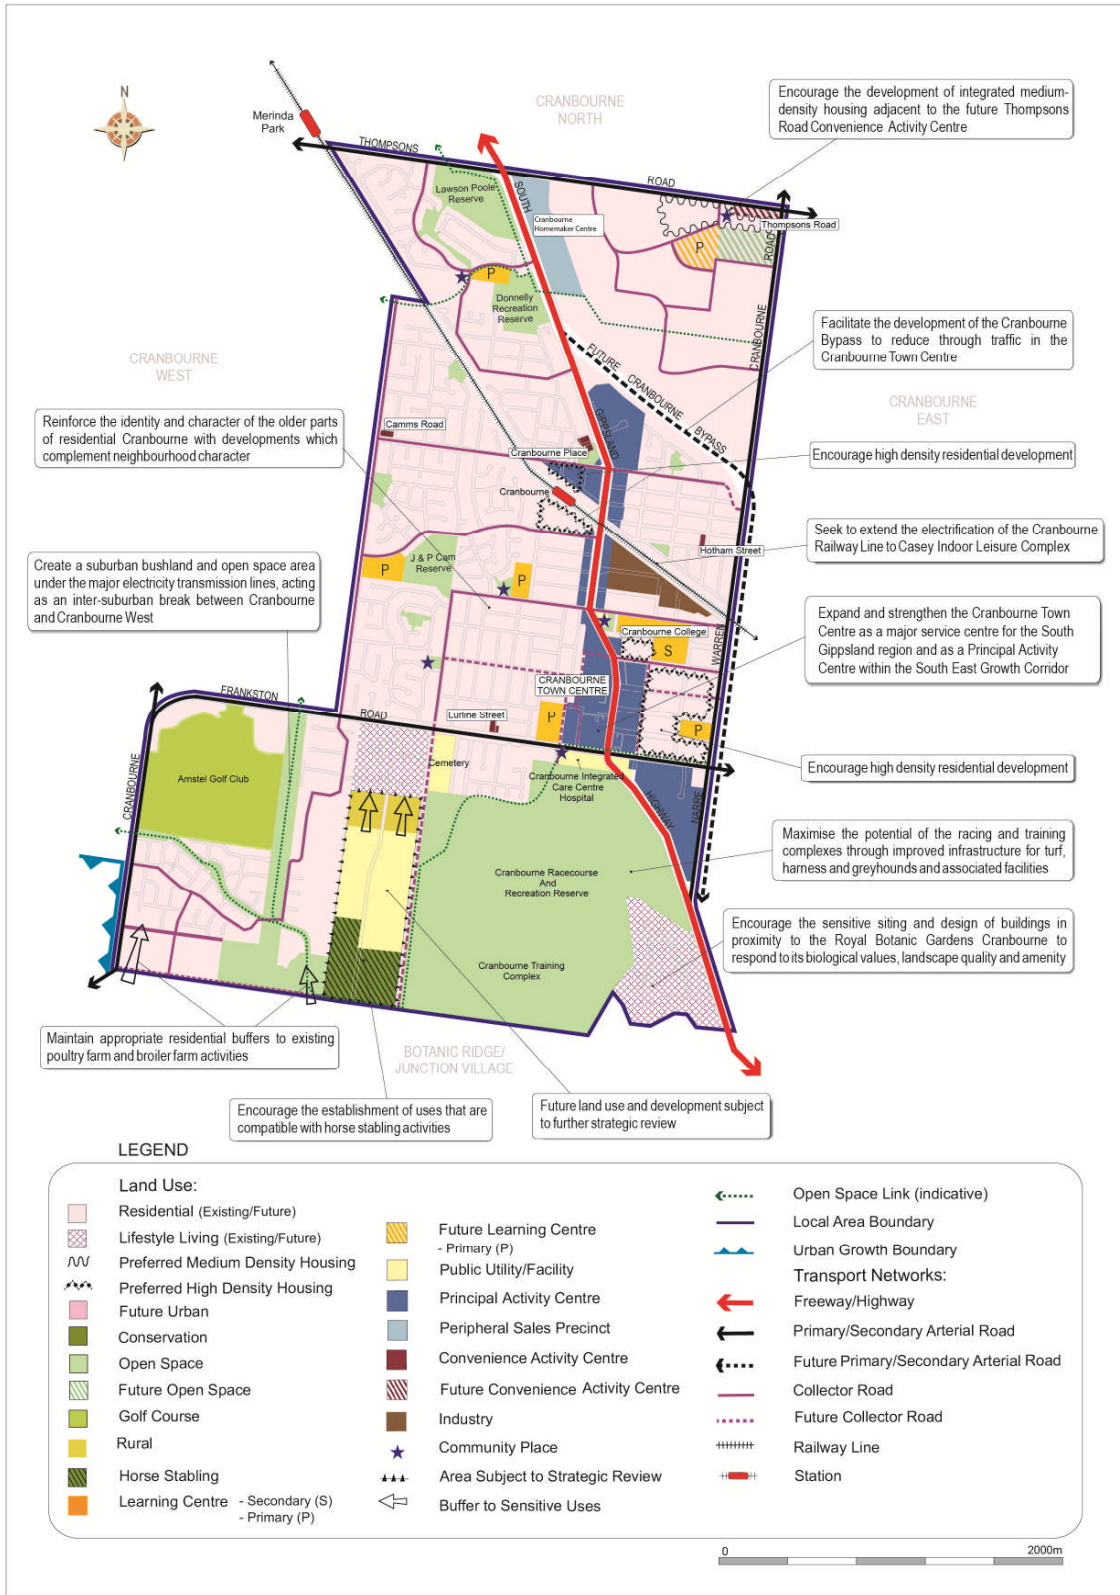 N
CRANBOURNE
NORTH
Merinda
Park
THOMPSONS
ROAD
Encourage the development of integrated medium-
density housing adjacent to the future Thompsons
Road Convenience Activity Centre
Lawson Poole
Reserve
SOUTH
Cranbourne
Homemaker Centre
Thompsons Road
P
ROAD
P
Donnelly
Recreation
Reserve
CRANBOURNE
Facilitate the development of the Cranbourne
Bypass to reduce through traffic in the
Cranbourne Town Centre
FUTURE
CRANBOURNE
BYPASS
CRANBOURNE
WEST
CRANBOURNE
EAST
Reinforce the identity and character of the older parts
of residential Cranbourne with developments which
complement neighbourhood character
Camms Road
GIPPSLAND
Cranbourne Place
Encourage high density residential development
Cranbourne
Seek to extend the electrification of the Cranbourne
Railway Line to Casey Indoor Leisure Complex
Hotham Street
J & P Cam
Reserve
P
P
Create a suburban bushland and open space area
under the major electricity transmission lines, acting
as an inter-suburban break between Cranbourne
and Cranbourne West
Expand and strengthen the Cranbourne Town
Centre as a major service centre for the South
Gippsland region and as a Principal Activity
Centre within the South East Growth Corridor
Cranbourne College
S
WARREN
CRANBOURNE
TOWN CENTRE
FRANKSTON
ROAD
Lurline Street
P
P
Cemetery
Cranbourne Integrated
Care Centre
Hospital
Encourage high density residential development
CRANBOURNE
Amstel Golf Club
HIGHWAY
NARRE
Maximise the potential of the racing and training
complexes through improved infrastructure for turf,
harness and greyhounds and associated facilities
Cranbourne Racecourse
And
Recreation Reserve
Encourage the sensitive siting and design of buildings in
proximity to the Royal Botanic Gardens Cranbourne to
respond to its biological values, landscape quality and amenity
Cranbourne Training
Complex
Maintain appropriate residential buffers to existing
poultry farm and broiler farm activities
BOTANIC RIDGE/
JUNCTION VILLAGE
Encourage the establishment of uses that are
compatible with horse stabling activities
Future land use and development subject
to further strategic review
LEGEND
Land Use:
Residential (Existing/Future)
Lifestyle Living (Existing/Future)
Preferred Medium Density Housing
Preferred High Density Housing
Future Urban
Conservation
Open Space
Future Open Space
Golf Course
Rural
Horse Stabling
Learning Centre - Secondary (S)
- Primary (P)
Future Learning Centre
- Primary (P)
Public Utility/Facility
Principal Activity Centre
Peripheral Sales Precinct
Convenience Activity Centre
Future Convenience Activity Centre
Industry
Community Place
Area Subject to Strategic Review
Buffer to Sensitive Uses
Open Space Link (indicative)
Local Area Boundary
Urban Growth Boundary
Transport Networks:
Freeway/Highway
Primary/Secondary Arterial Road
Future Primary/Secondary Arterial Road
Collector Road
Future Collector Road
Railway Line
Station
0
2000m